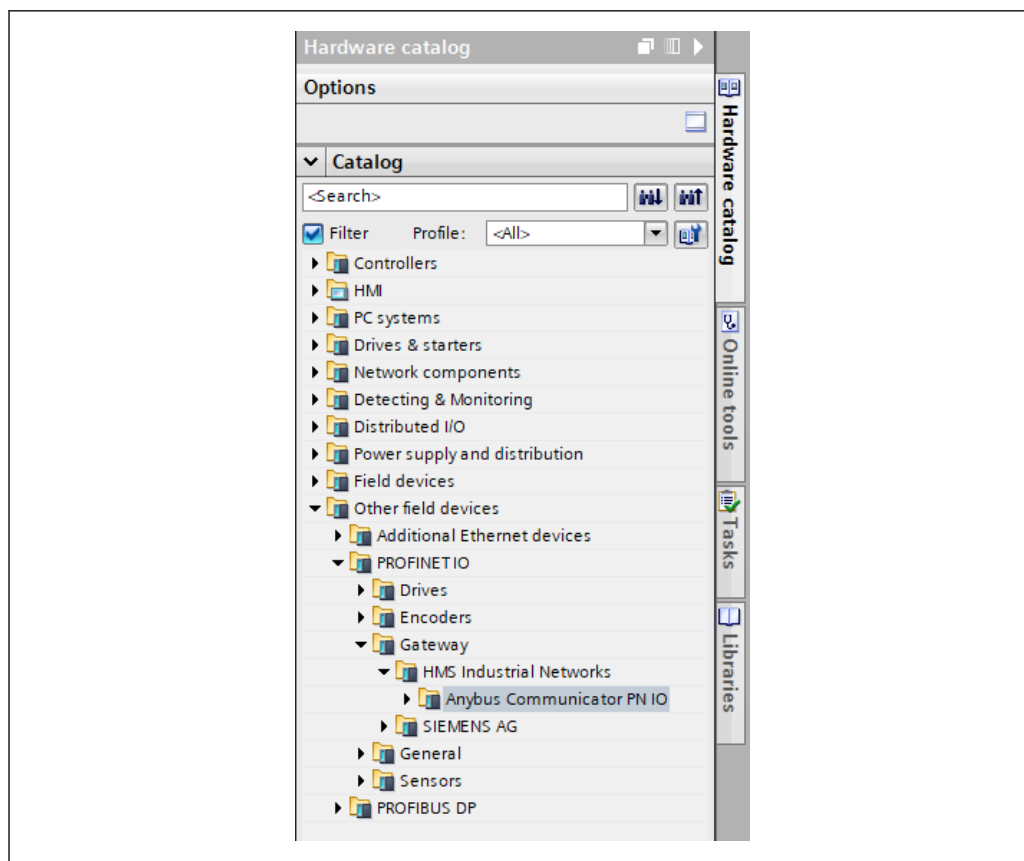 Hardware catalog
Options
Catalog
<Search>
Filter Profile: <All>
Controllers
HMI
PC systems
Drives & starters
Network components
Detecting & Monitoring
Distributed I/O
Power supply and distribution
Field devices
Other field devices
Additional Ethernet devices
PROFINET IO
Drives
Encoders
Gateway
HMS Industrial Networks
Anybus Communicator PN IO
SIEMENS AG
General
Sensors
PROFIBUS DP
Hardware catalog
Online tools
Tasks
Libraries